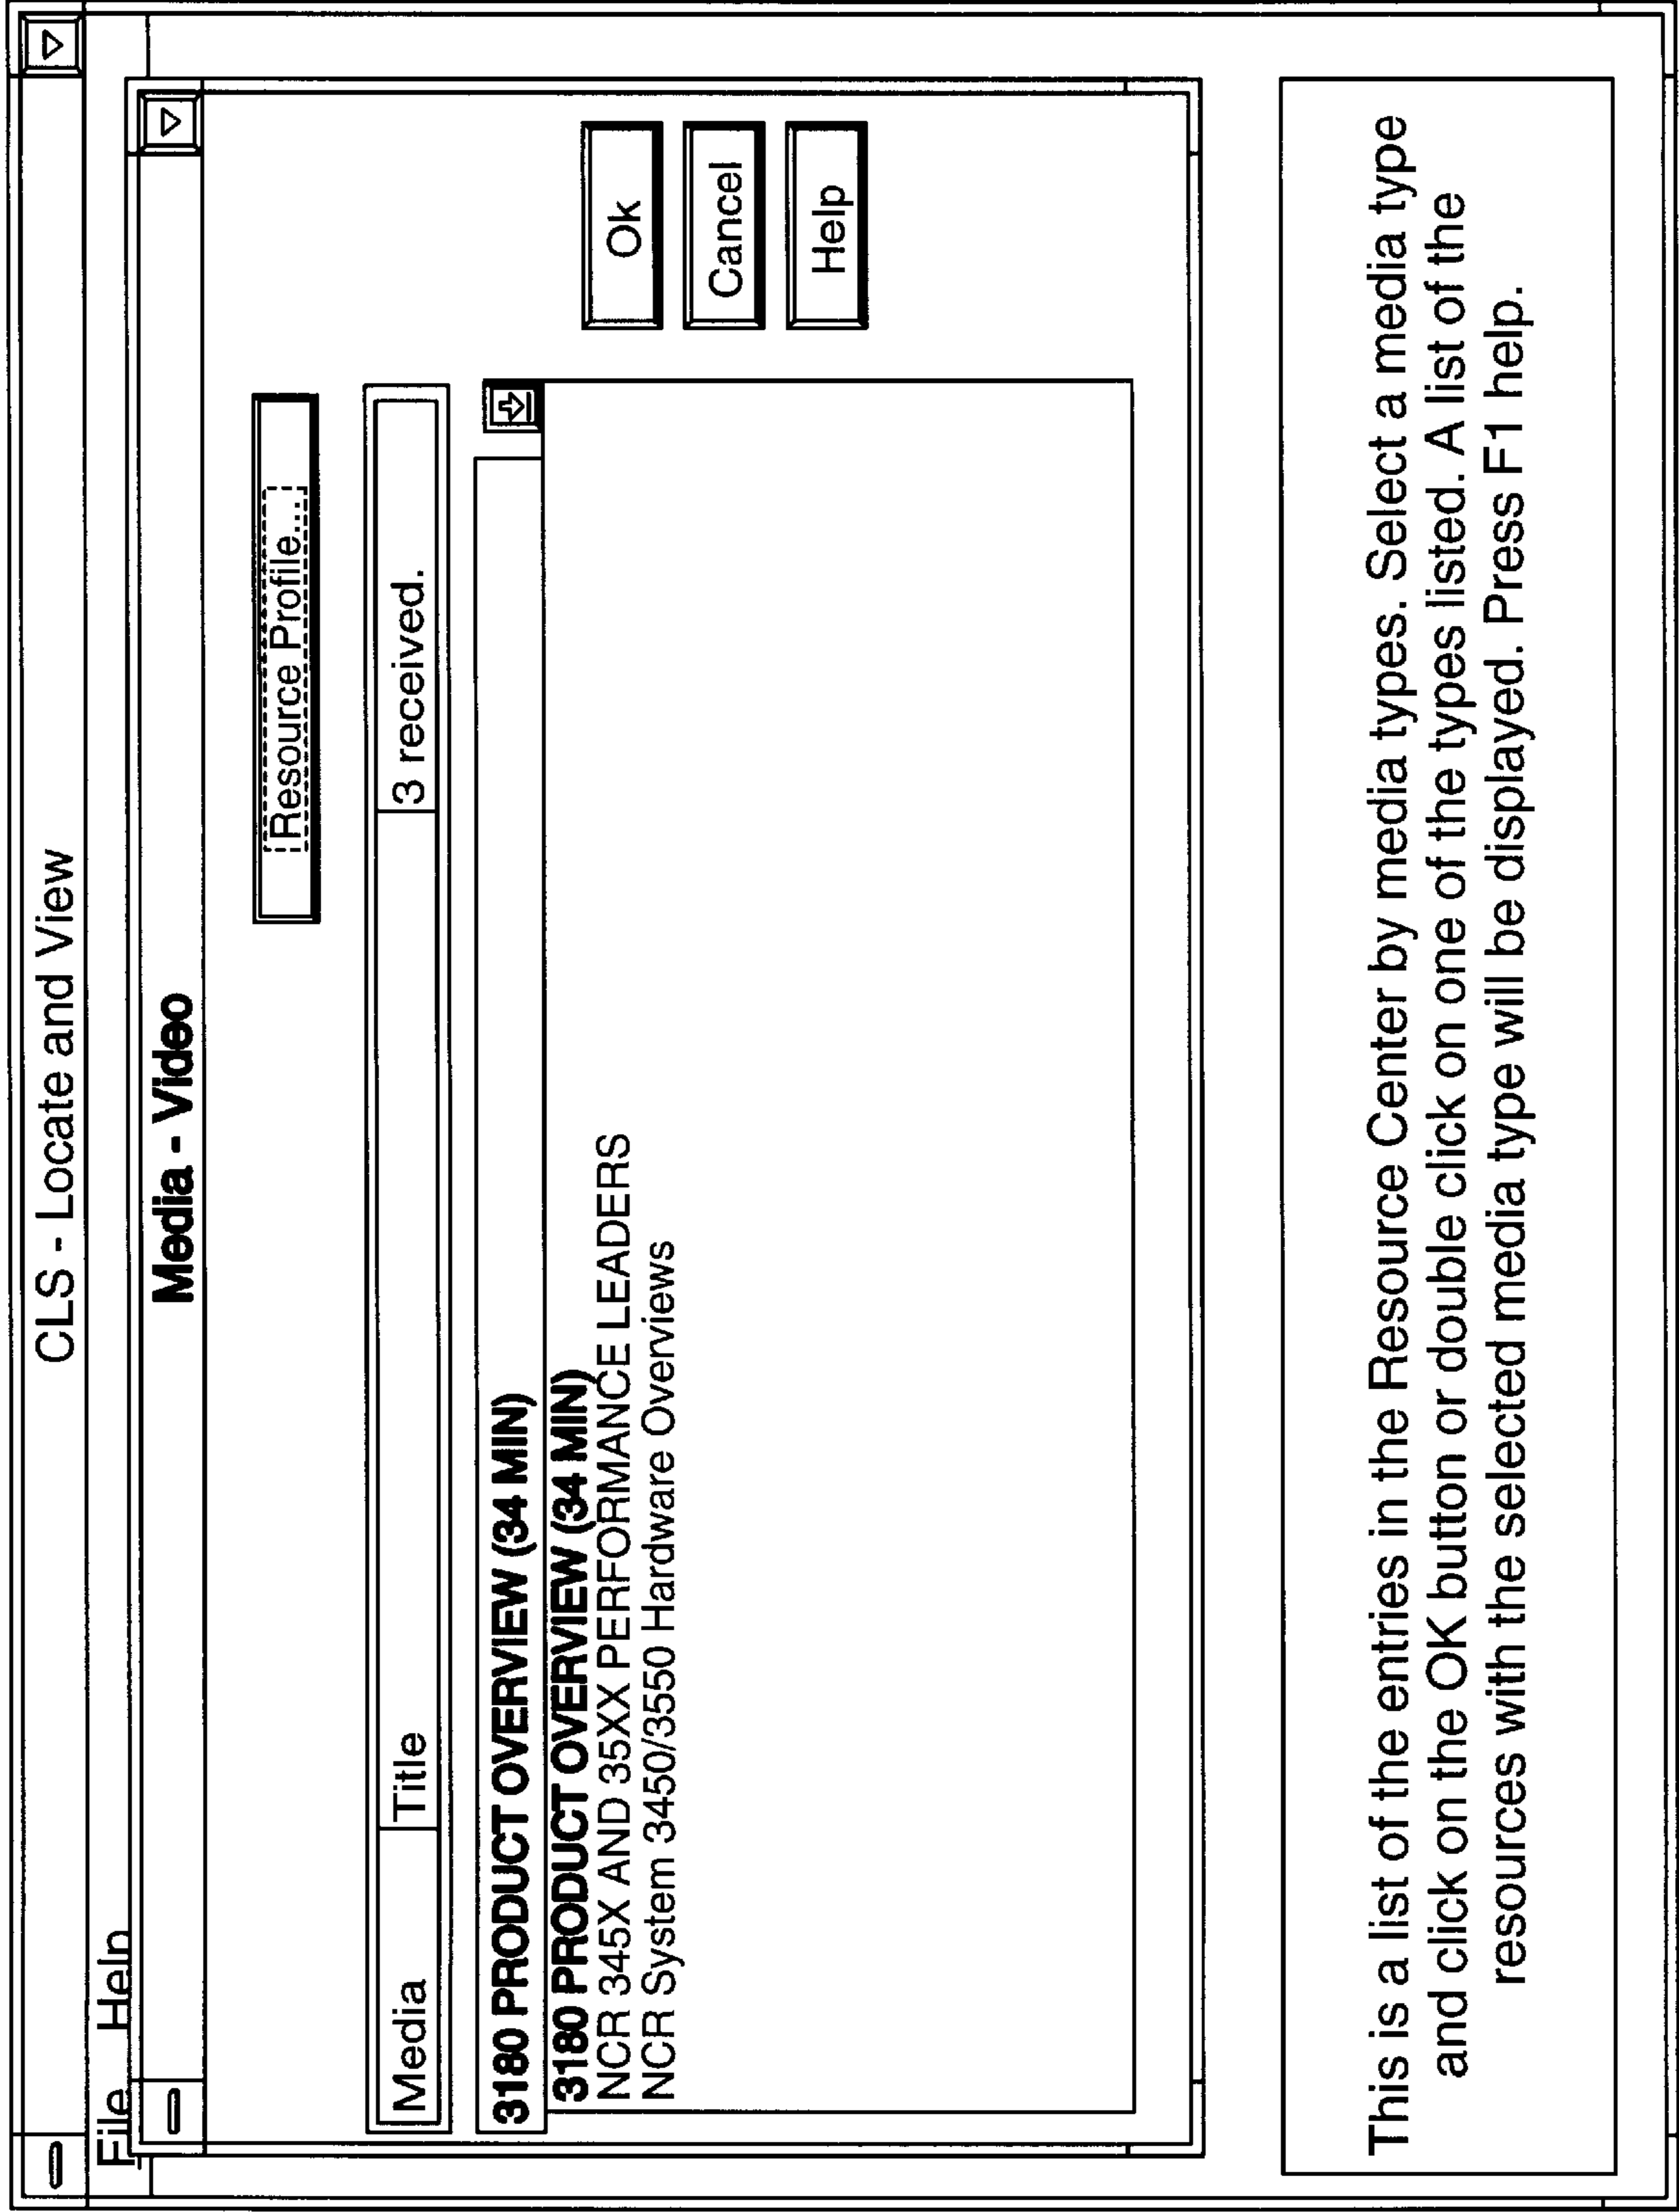 CLS - Locate and View
File Help
Media - Video
Resource Profile...
Media Title 3 received.
3180 PRODUCT OVERVIEW (34 MIN)
3180 PRODUCT OVERVIEW (34 MIN)
NCR 345X AND 35XX PERFORMANCE LEADERS
NCR System 3450/3550 Hardware Overviews
Ok
Cancel
Help
This is a list of the entries in the Resource Center by media types. Select a media type
and click on the OK button or double click on one of the types listed. A list of the
resources with the selected media type will be displayed. Press F1 help.